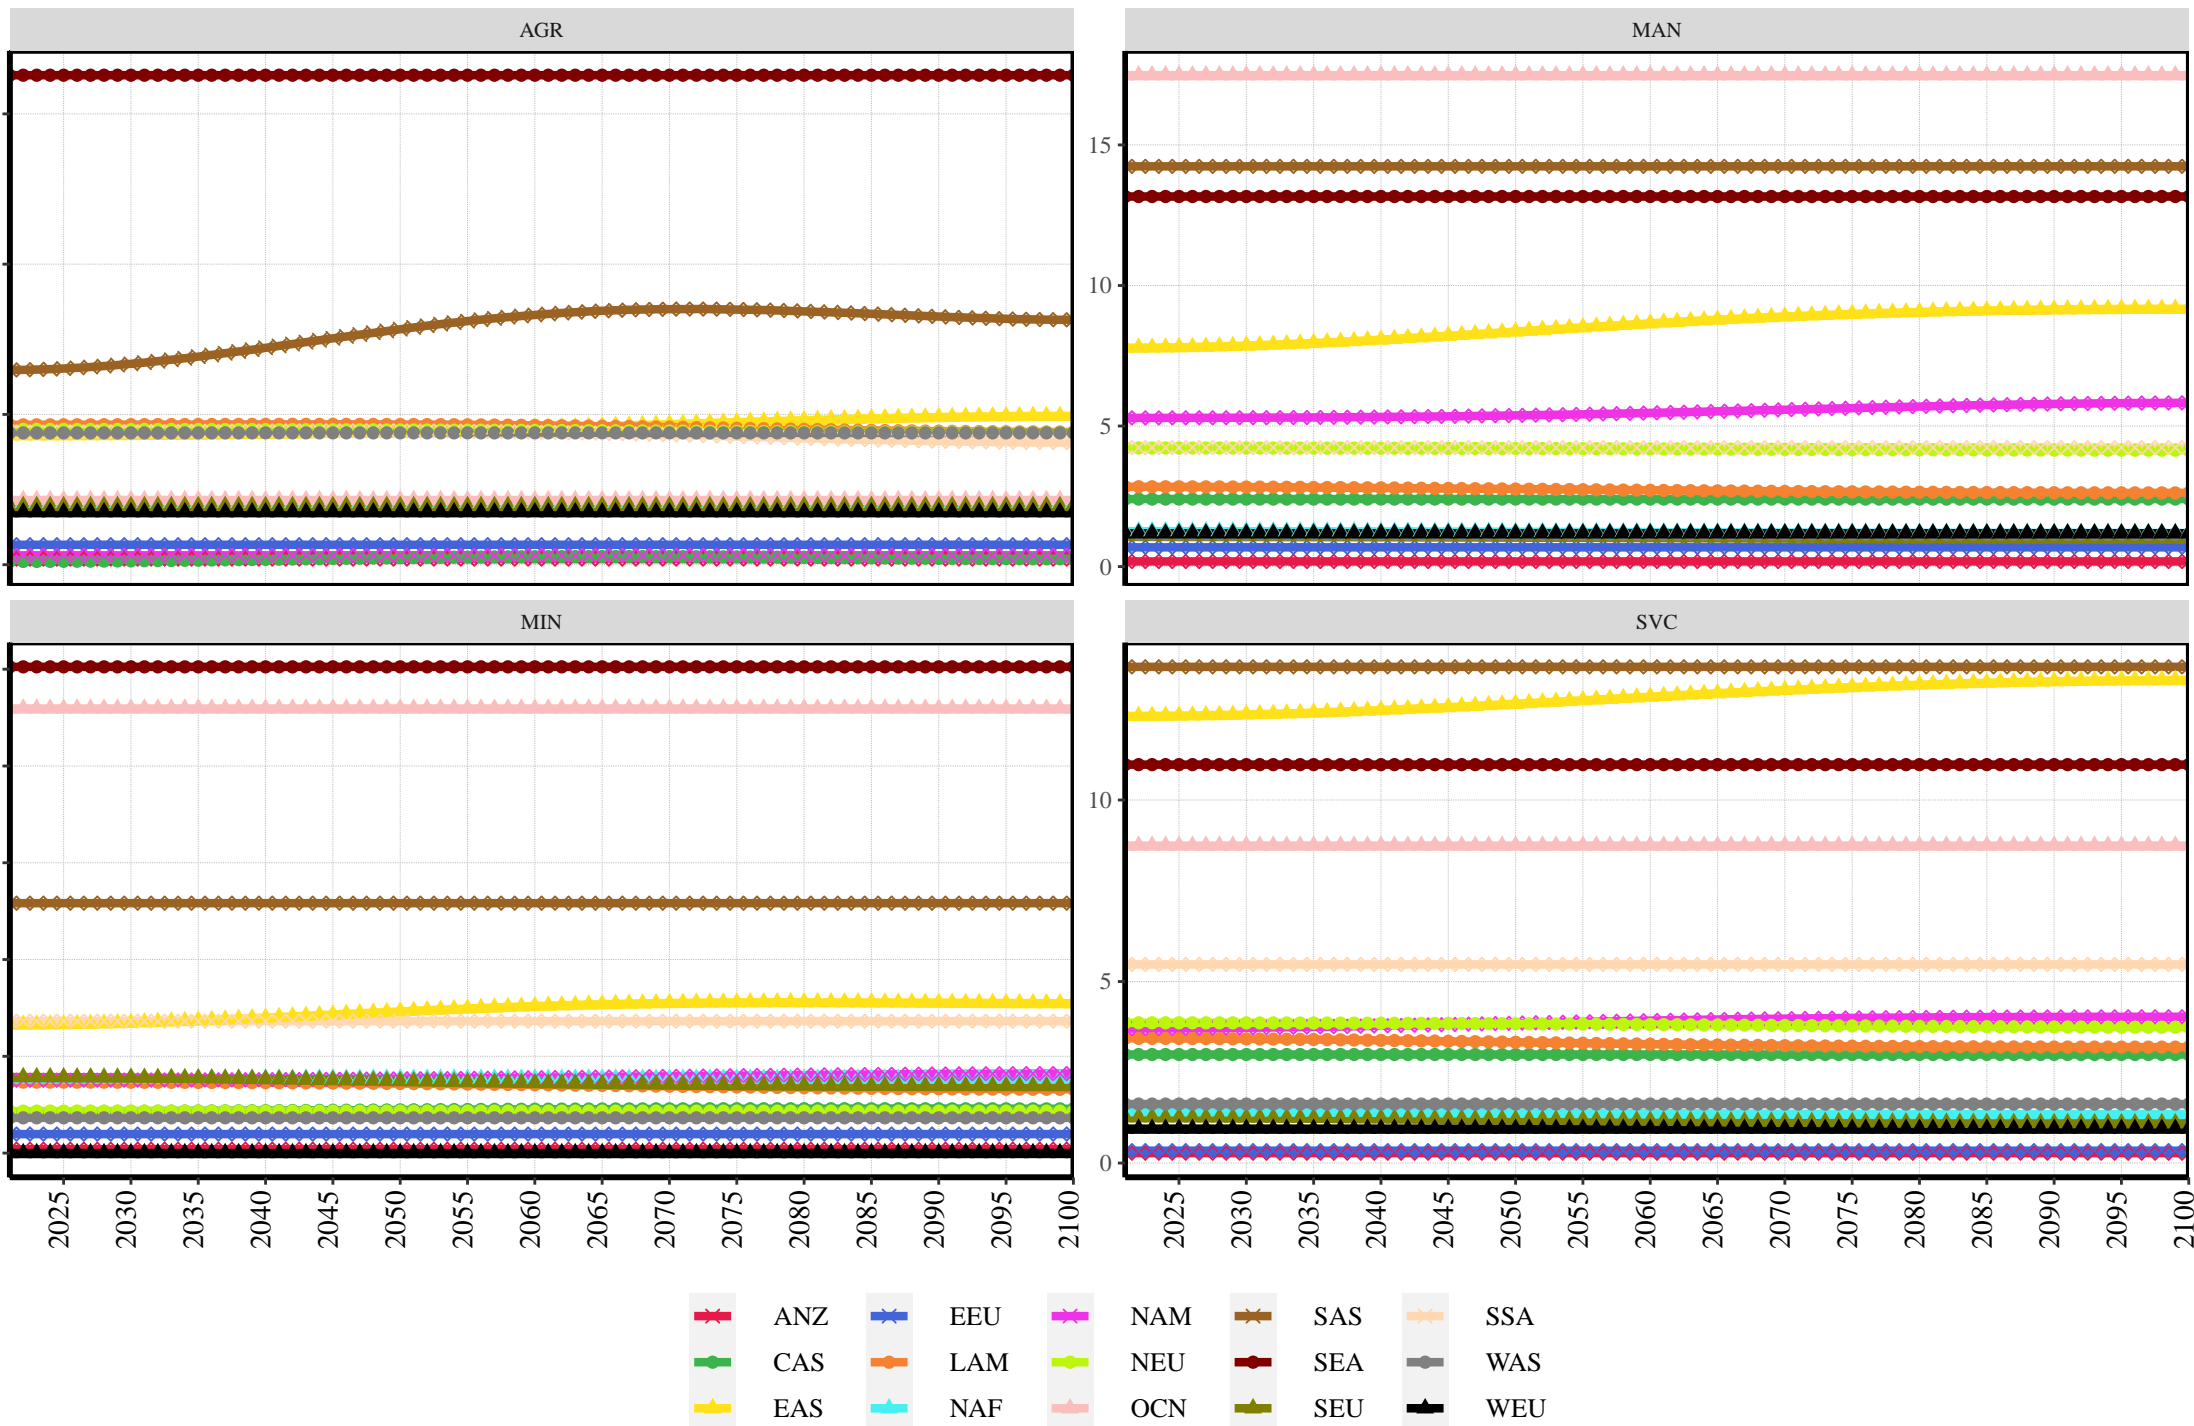 AGR
MAN
15
10
5
0
MIN
SVC
10
5
0
2025 2030 2035 2040 2045 2050 2055 2060 2065 2070 2075 2080 2085 2090 2095 2100
2025 2030 2035 2040 2045 2050 2055 2060 2065 2070 2075 2080 2085 2090 2095 2100
ANZ EEU NAM SAS SSA
CAS LAM NEU SEA WAS
EAS NAF OCN SEU WEU